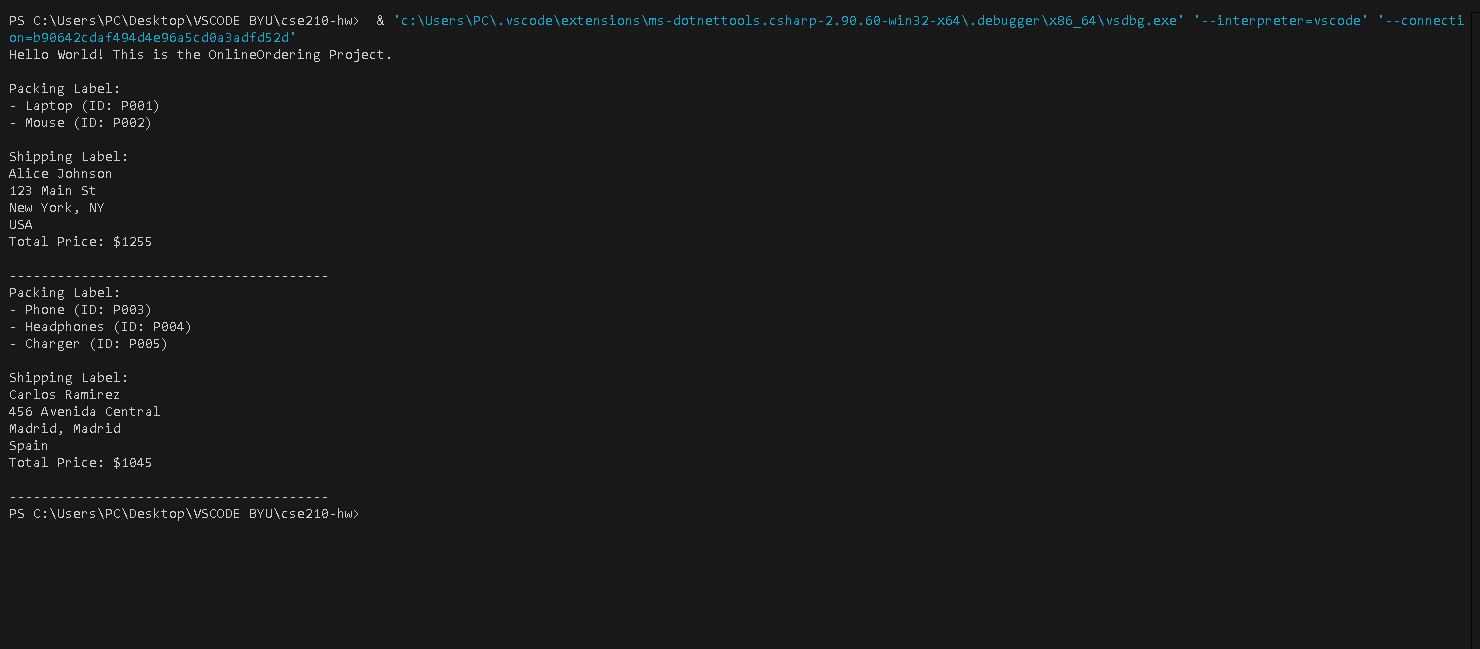 PS C:\Users\PC\Desktop\VSCODE BYU\cse210-hw>  & 'c:\Users\PC\.vscode\extensions\ms-dotnettools.csharp-2.90.60-win32-x64\.debugger\x86_64\vsdbg.exe' '--interpreter=vscode' '--connecti
on=b90642cdaf494d4e96a5cd0a3adfd52d'
Hello World! This is the OnlineOrdering Project.
Packing Label:
- Laptop (ID: P001)
- Mouse (ID: P002)
Shipping Label:
Alice Johnson
123 Main St
New York, NY
USA
Total Price: $1255
----------------------------------------
Packing Label:
- Phone (ID: P003)
- Headphones (ID: P004)
- Charger (ID: P005)
Shipping Label:
Carlos Ramirez
456 Avenida Central
Madrid, Madrid
Spain
Total Price: $1045
----------------------------------------
PS C:\Users\PC\Desktop\VSCODE BYU\cse210-hw>